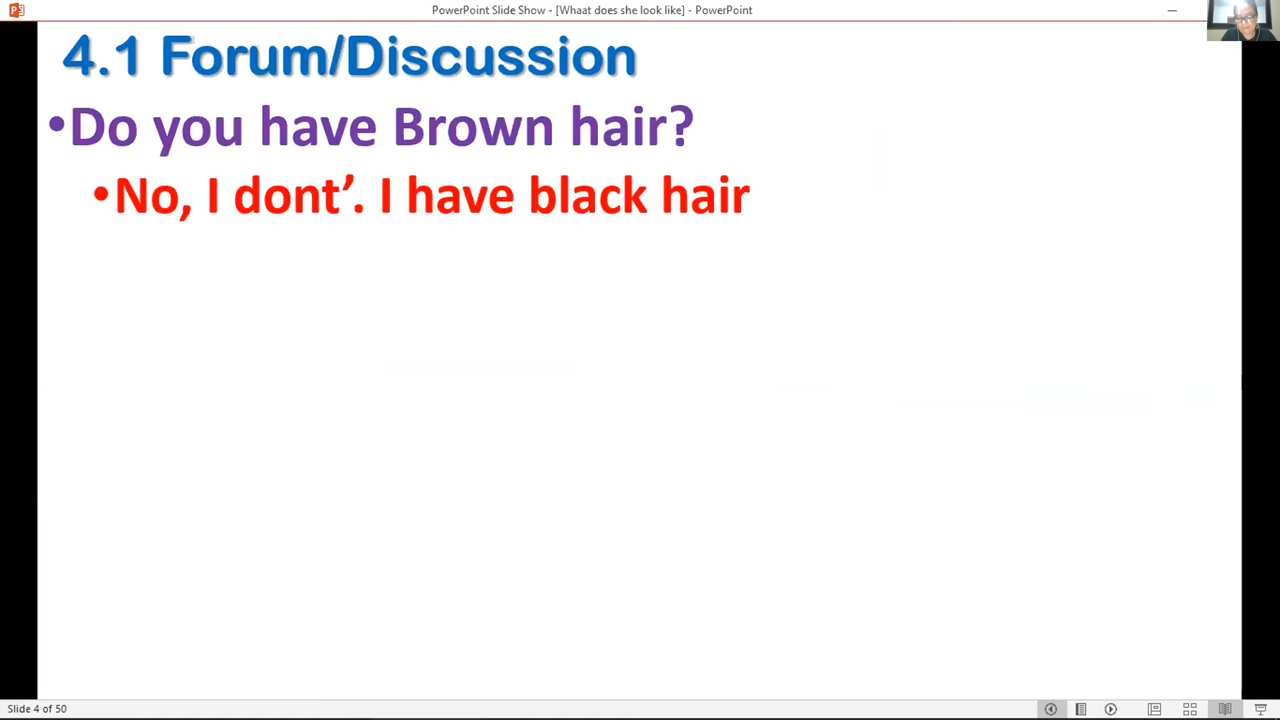 PowerPoint Slide Show - [Whaat does she look like] - PowerPoint
4.1 Forum/Discussion
•Do you have Brown hair?
•No, I dont’. I have black hair
Slide 4 of 50